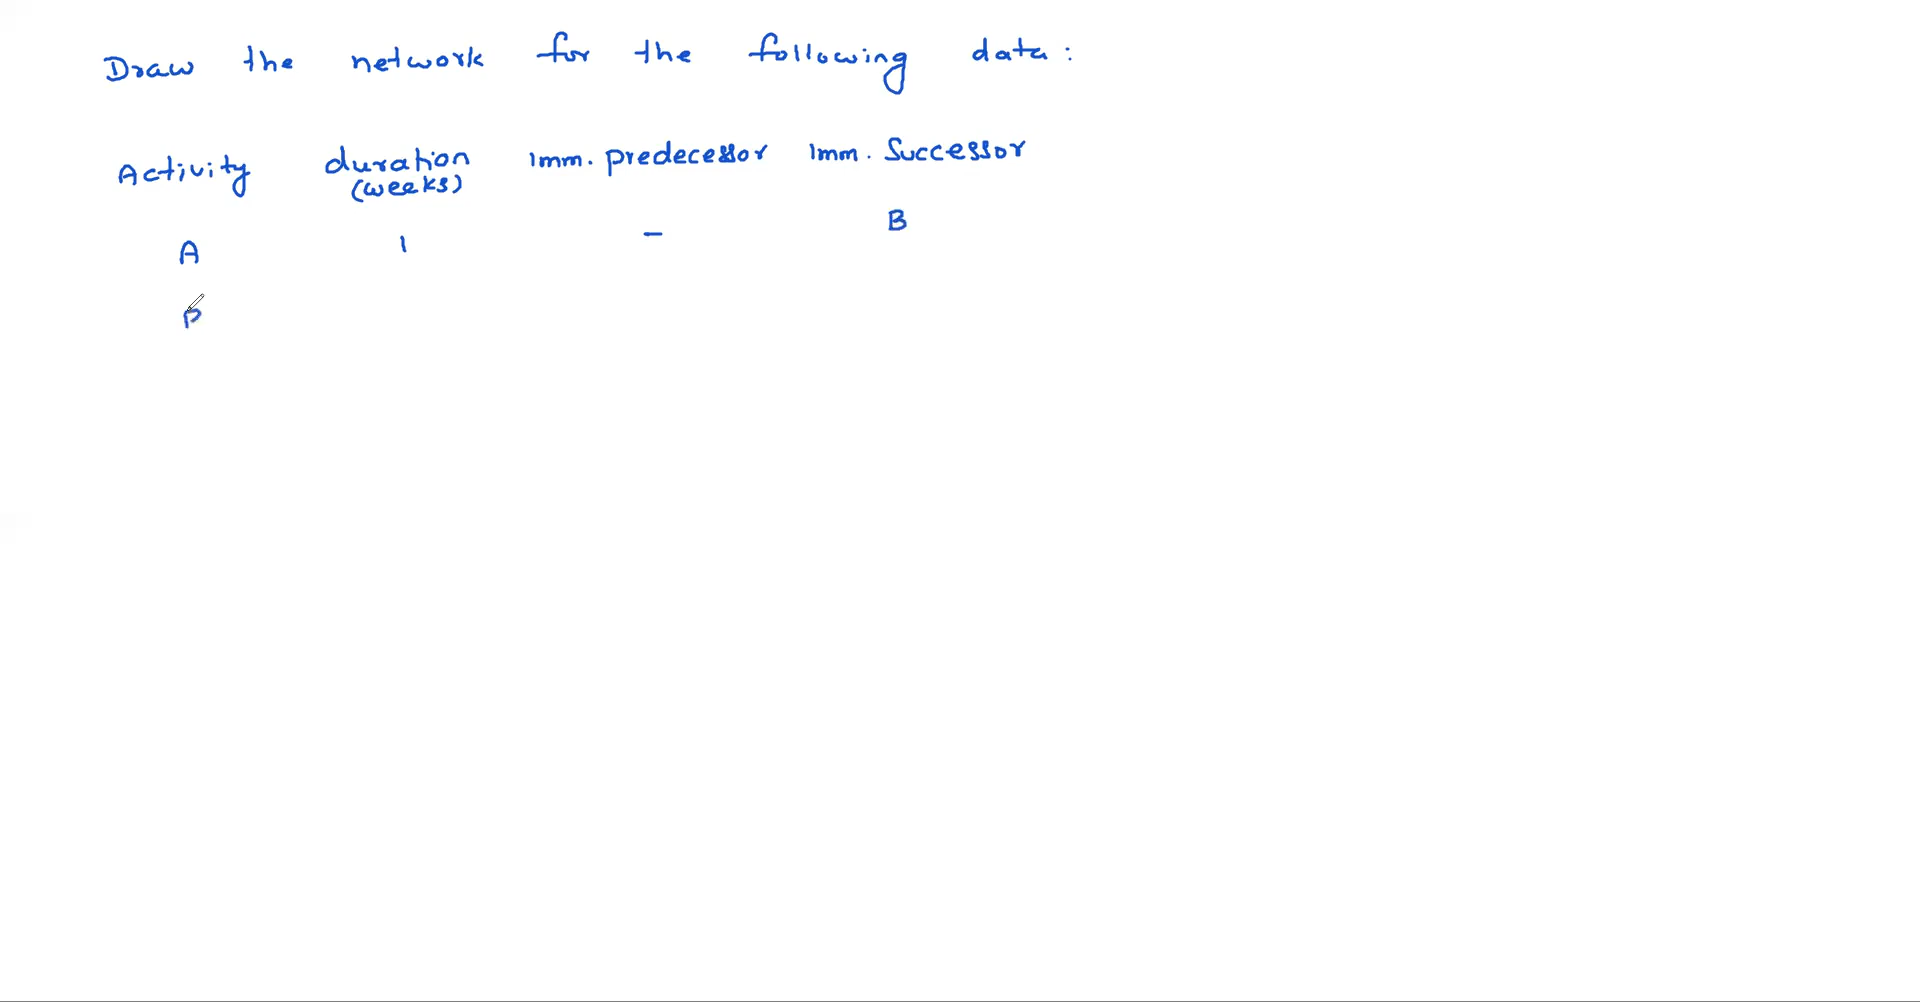 Draw the network for the following data:
Activity duration Imm. predecessor Imm. Successor
(weeks)
A 1 - B
B